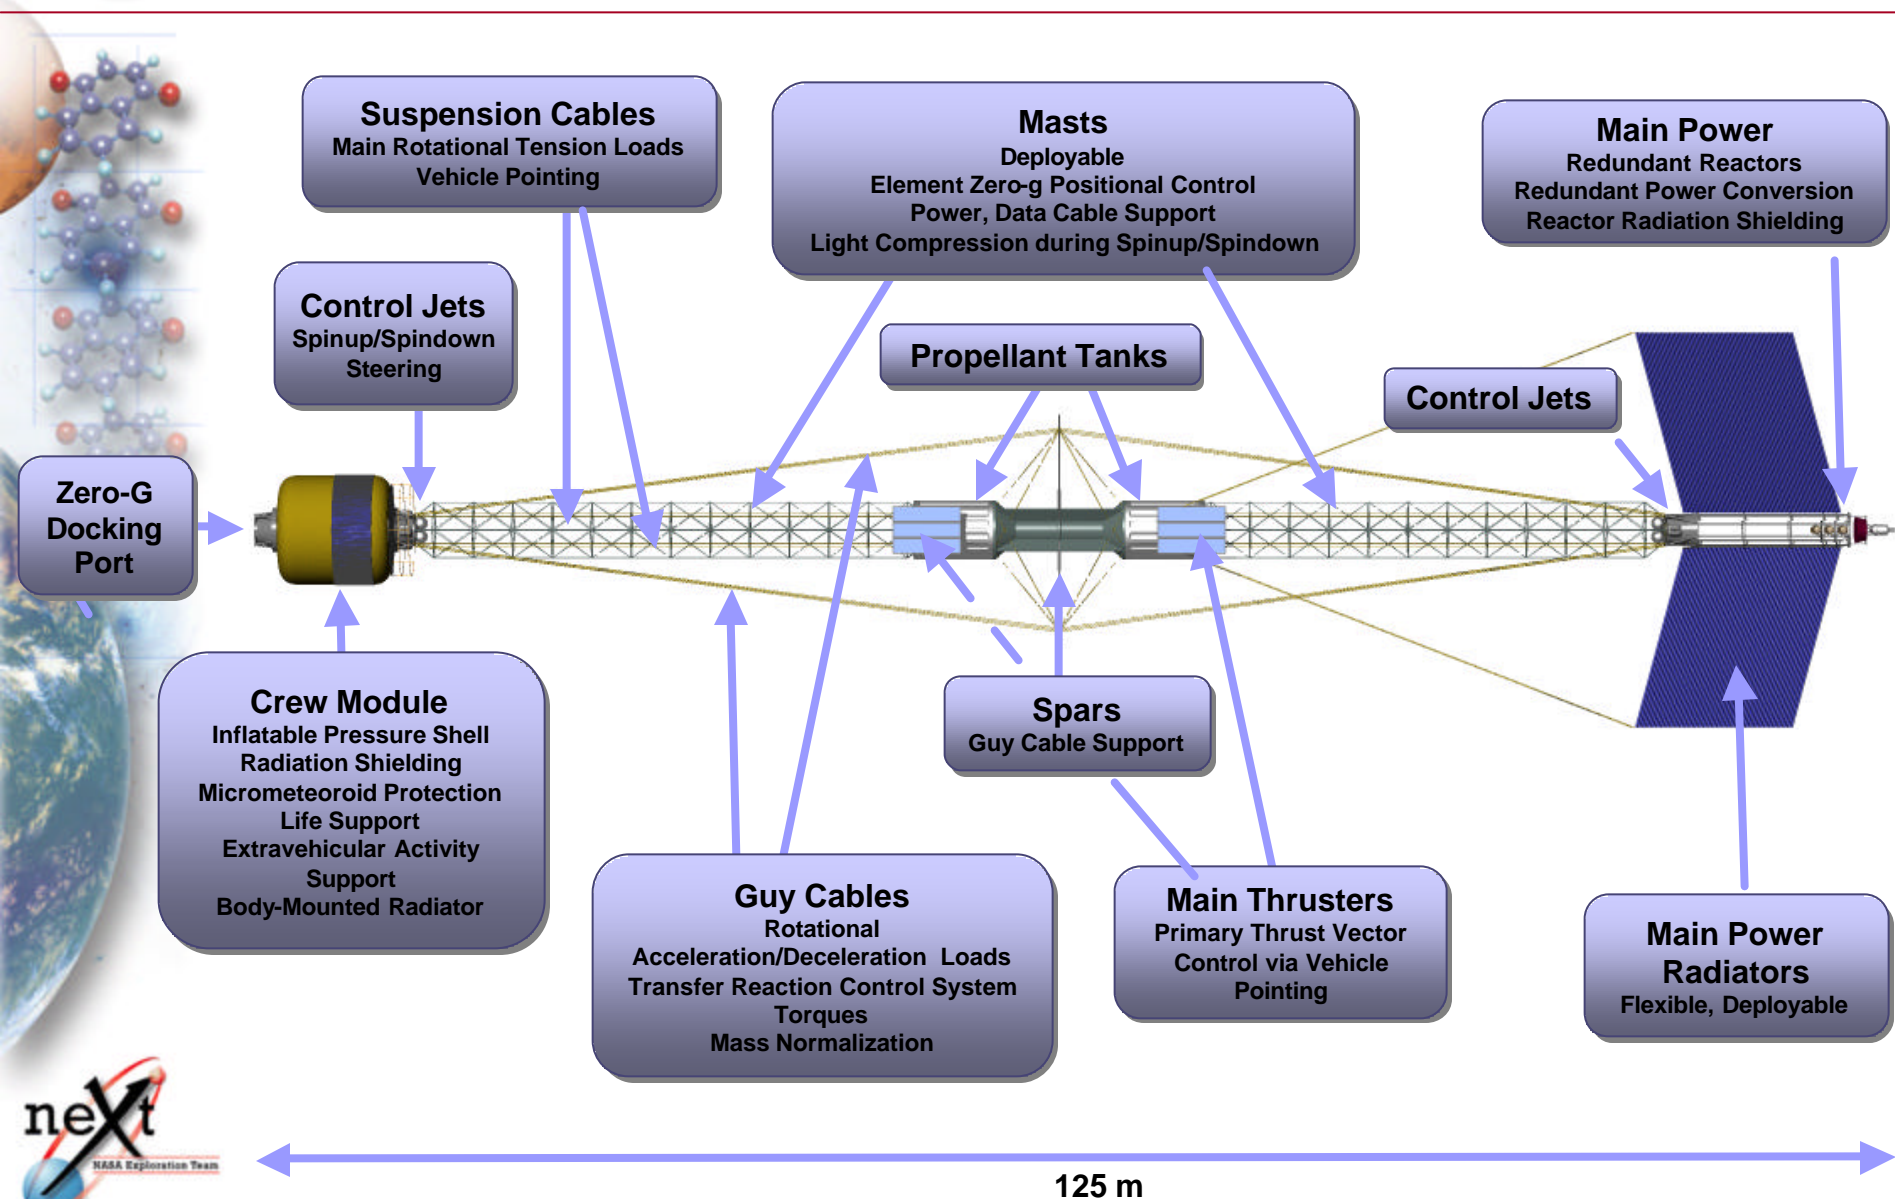 Suspension Cables
Main Rotational Tension Loads
Vehicle Pointing
Masts
Deployable
Element Zero-g Positional Control
Power, Data Cable Support
Light Compression during Spinup/Spindown
Main Power
Redundant Reactors
Redundant Power Conversion
Reactor Radiation Shielding
Control Jets
Spinup/Spindown
Steering
Propellant Tanks
Control Jets
Zero-G
Docking
Port
Crew Module
Inflatable Pressure Shell
Radiation Shielding
Micrometeoroid Protection
Life Support
Extravehicular Activity
Support
Body-Mounted Radiator
Spars
Guy Cable Support
Guy Cables
Rotational
Acceleration/Deceleration Loads
Transfer Reaction Control System
Torques
Mass Normalization
Main Thrusters
Primary Thrust Vector
Control via Vehicle
Pointing
Main Power
Radiators
Flexible, Deployable
neXt
NASA Exploration Team
125 m